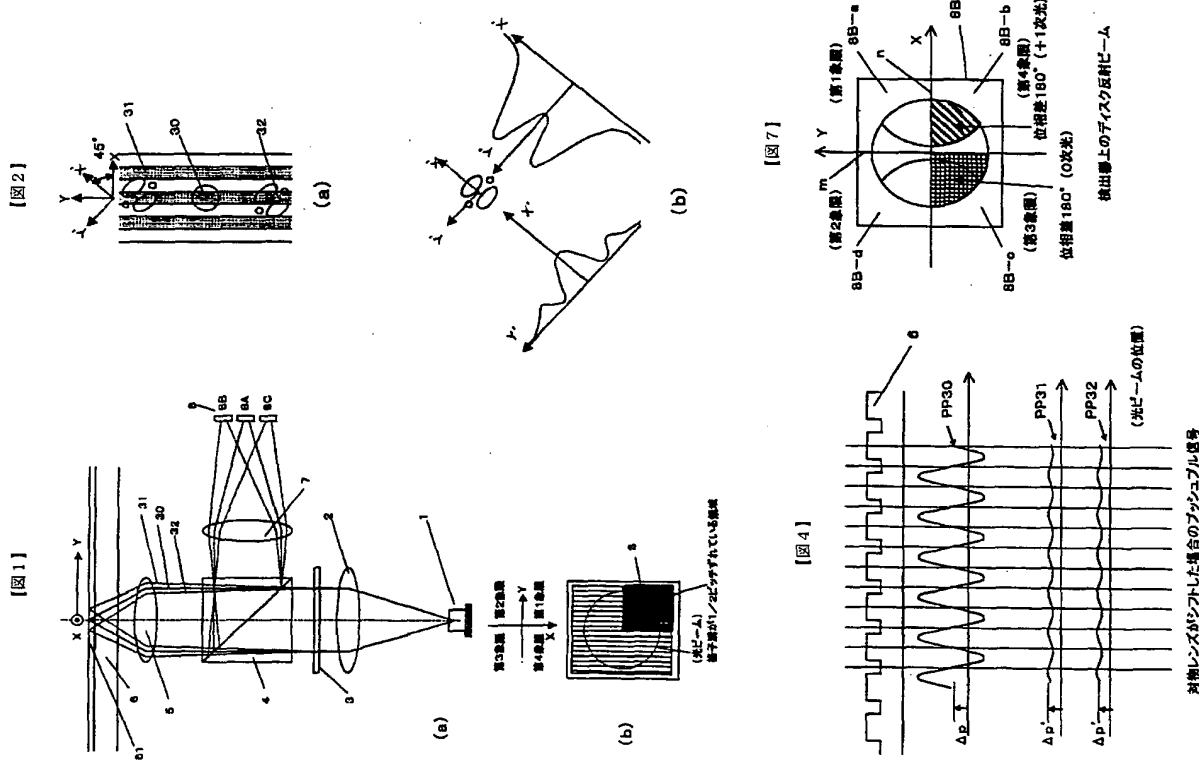 [図1]
X
Y
61
6
5
4
3
31
30
32
2
1
7
8
8B
8A
8C
(a)
第3象限 第2象限
Y
第4象限 第1象限
X
(b)
(光ビーム)
格子溝が1/2ピッチずれている領域
[図2]
Y
45°
X
31
30
32
(a)
(b)
[図4]
6
PP30
Δp
PP31
Δp'
PP32
Δp'
(光ビームの位置)
対物レンズがシフトした場合のプッシュプル信号
[図7]
Y
m
(第1象限)
8B-a
n
X
(第2象限)
8B-d
(第4象限)
8B-b
8B
位相差180°(+1次光)
(第3象限)
8B-c
位相差180°(0次光)
検出器上のディスク反射ビーム